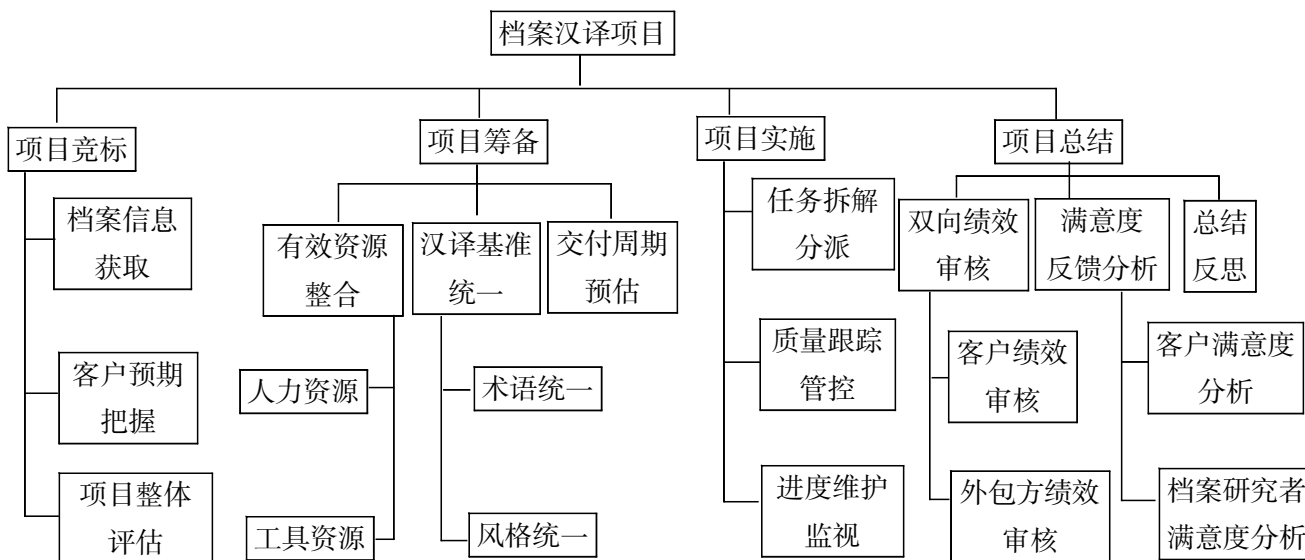 档案汉译项目
项目竞标
项目筹备
项目实施
项目总结
档案信息
获取
客户预期
把握
项目整体
评估
有效资源
整合
人力资源
工具资源
汉译基准
统一
术语统一
风格统一
交付周期
预估
任务拆解
分派
质量跟踪
管控
进度维护
监视
双向绩效
审核
客户绩效
审核
外包方绩效
审核
满意度
反馈分析
客户满意度
分析
档案研究者
满意度分析
总结
反思